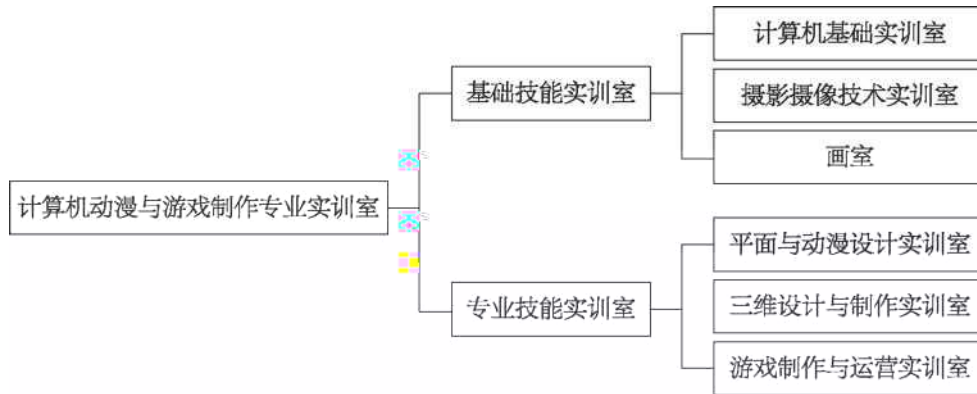 计算机动漫与游戏制作专业实训室
基础技能实训室
计算机基础实训室
摄影摄像技术实训室
画室
专业技能实训室
平面与动漫设计实训室
三维设计与制作实训室
游戏制作与运营实训室